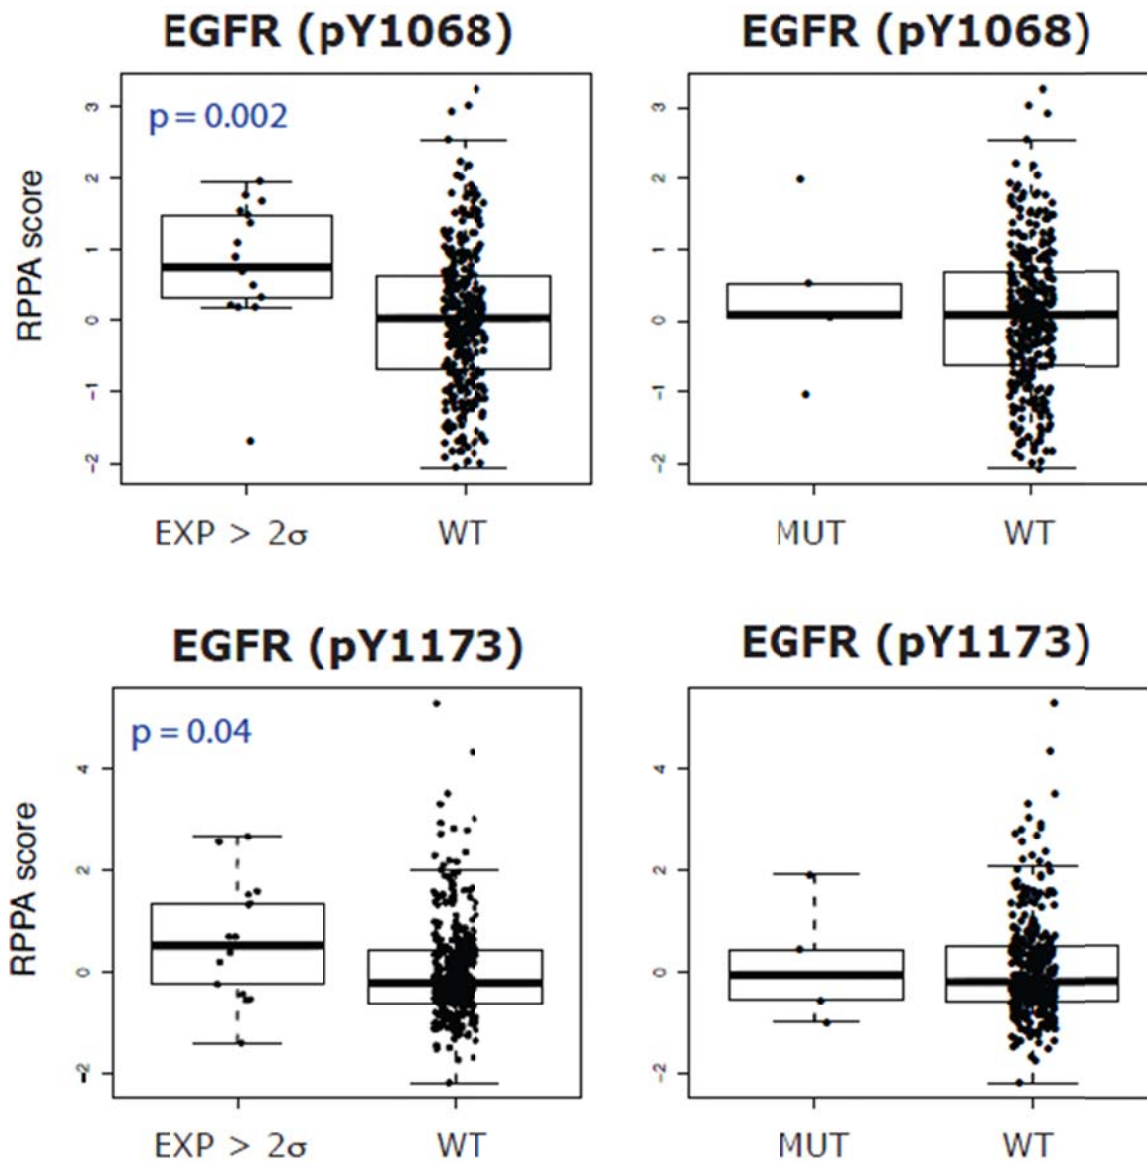 EGFR (pY1068)
EGFR (pY1068)
p = 0.002
RPPA score
3
2
1
0
−1
−2
3
2
1
0
−1
−2
EXP > 2σ
WT
MUT
WT
EGFR (pY1173)
EGFR (pY1173)
p = 0.04
RPPA score
4
2
0
−2
4
2
0
−2
EXP > 2σ
WT
MUT
WT